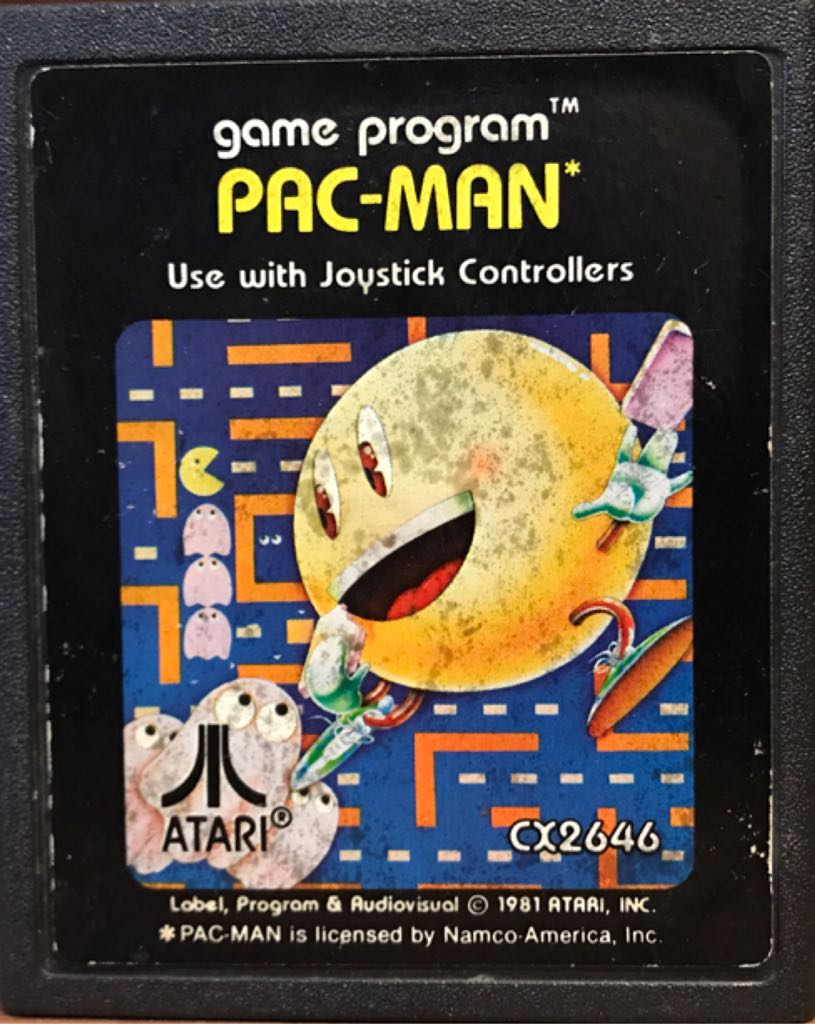 game program™
PAC-MAN*
Use with Joystick Controllers
ATARI®
CX2646
Label, Program & Audiovisual © 1981 ATARI, INC.
*PAC-MAN is licensed by Namco-America, Inc.